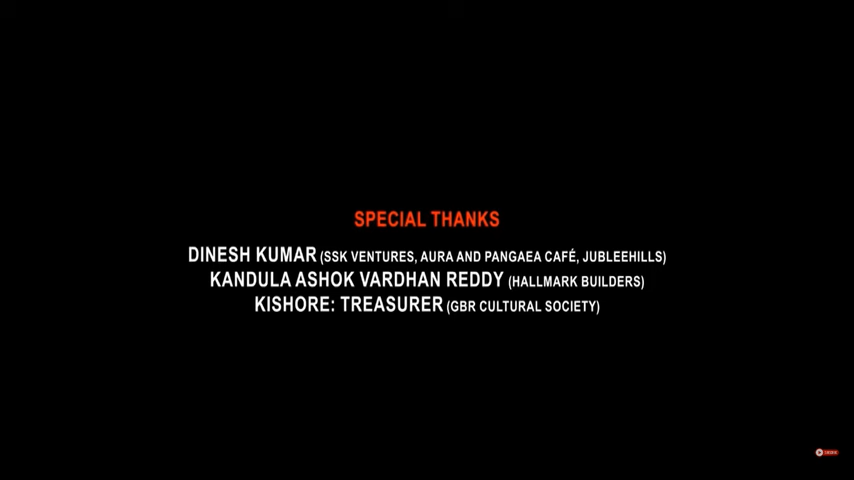 SPECIAL THANKS
DINESH KUMAR (SSK VENTURES, AURA AND PANGAEA CAFÉ, JUBLEEHILLS)
KANDULA ASHOK VARDHAN REDDY (HALLMARK BUILDERS)
KISHORE: TREASURER (GBR CULTURAL SOCIETY)